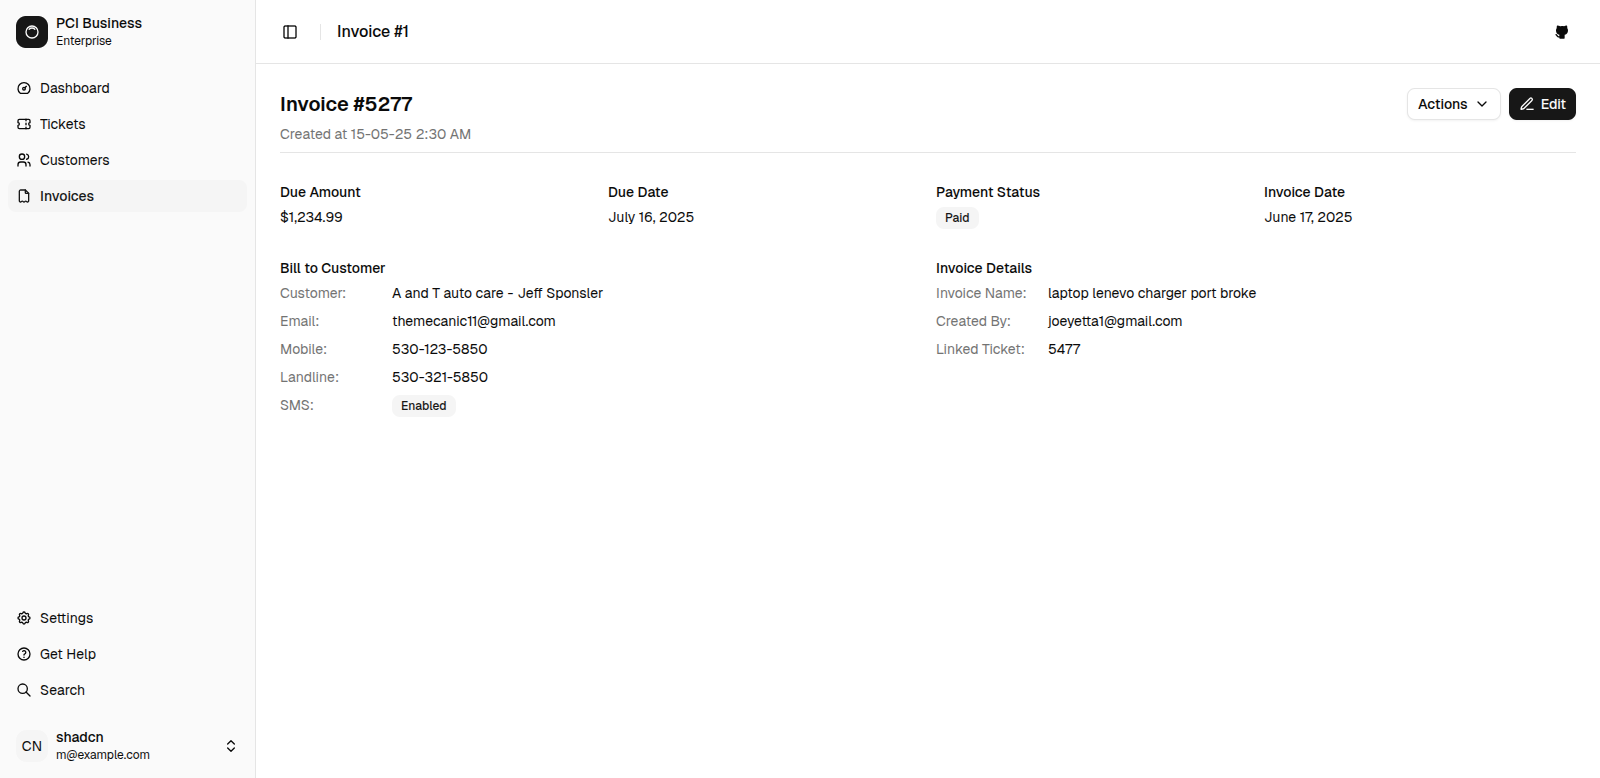 PCI Business
Enterprise
Dashboard
Tickets
Customers
Invoices
Settings
Get Help
Search
CN
shadcn
m@example.com
Invoice #1
Invoice #5277
Created at 15-05-25 2:30 AM
Actions
Edit
Due Amount
$1,234.99
Due Date
July 16, 2025
Payment Status
Paid
Invoice Date
June 17, 2025
Bill to Customer
Customer: A and T auto care - Jeff Sponsler
Email: themecanic11@gmail.com
Mobile: 530-123-5850
Landline: 530-321-5850
SMS: Enabled
Invoice Details
Invoice Name: laptop lenevo charger port broke
Created By: joeyetta1@gmail.com
Linked Ticket: 5477